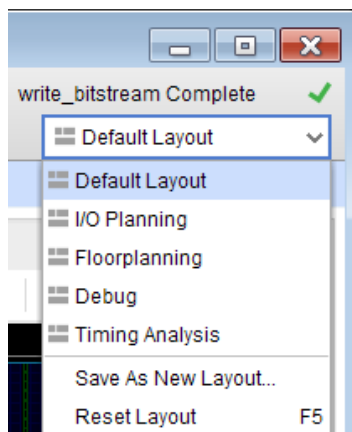 write_bitstream Complete
Default Layout
Default Layout
I/O Planning
Floorplanning
Debug
Timing Analysis
Save As New Layout...
Reset Layout F5